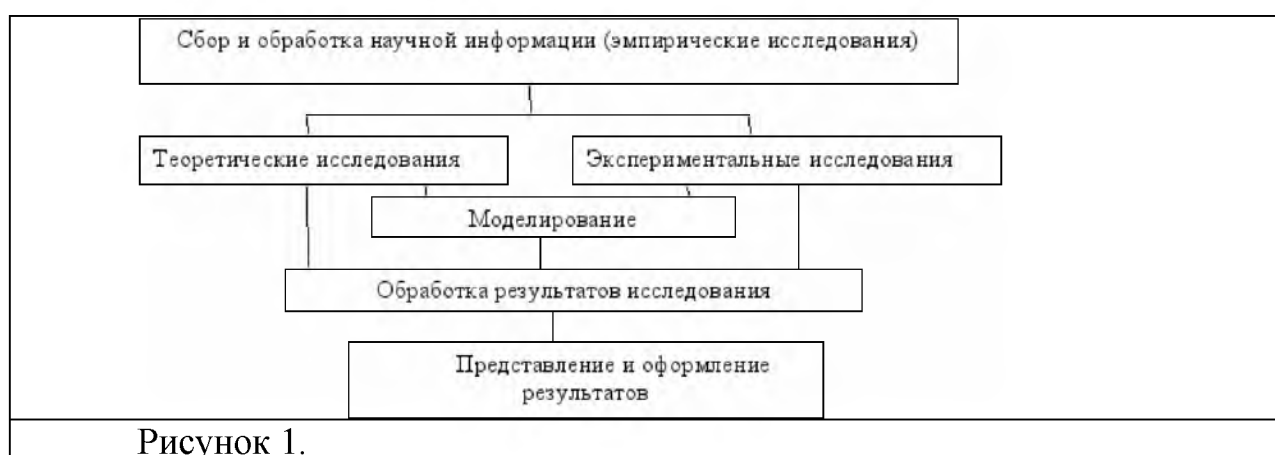 Сбор и обработка научной информации (эмпирические исследования)
Теоретические исследования
Экспериментальные исследования
Моделирование
Обработка результатов исследования
Представление и оформление
результатов
Рисунок 1.